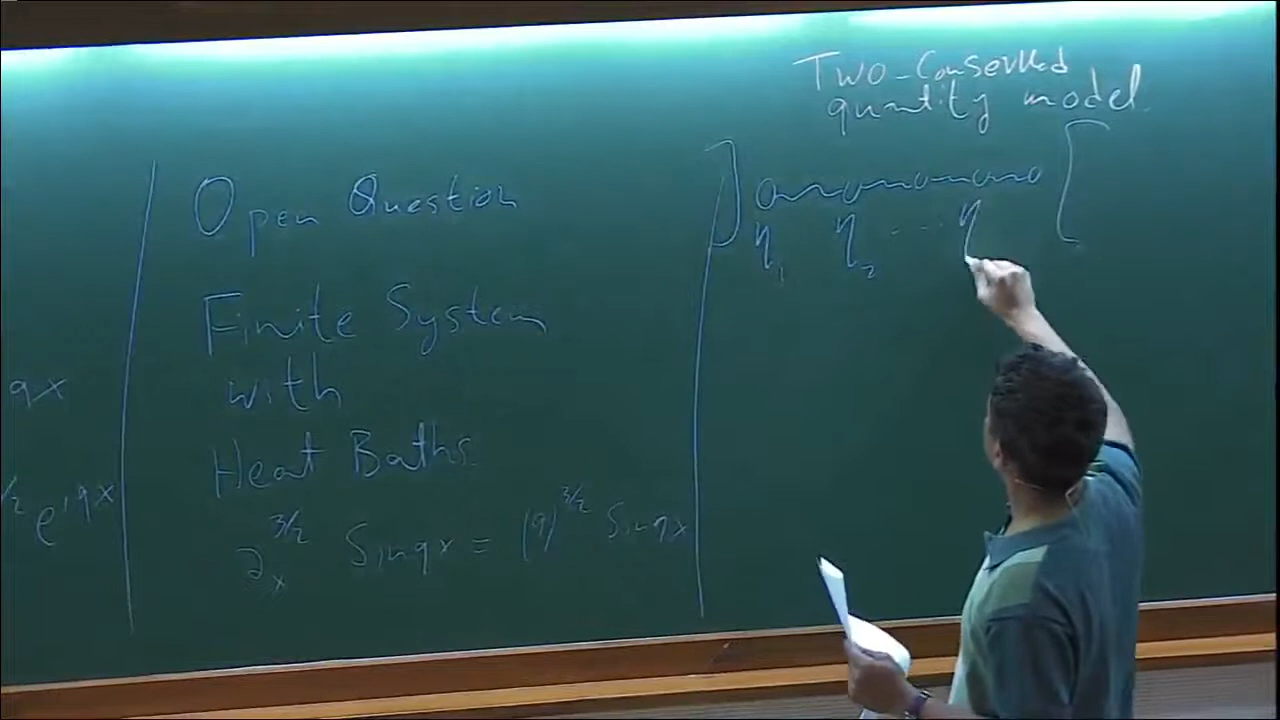 qx
/2 e^iqx
Open Question
Finite System
with
Heat Baths.
∂_x^3/2 Sin qx = (q)^3/2 Sin qx
Two-Conserved
quantity model.
η_1 η_2 ... η